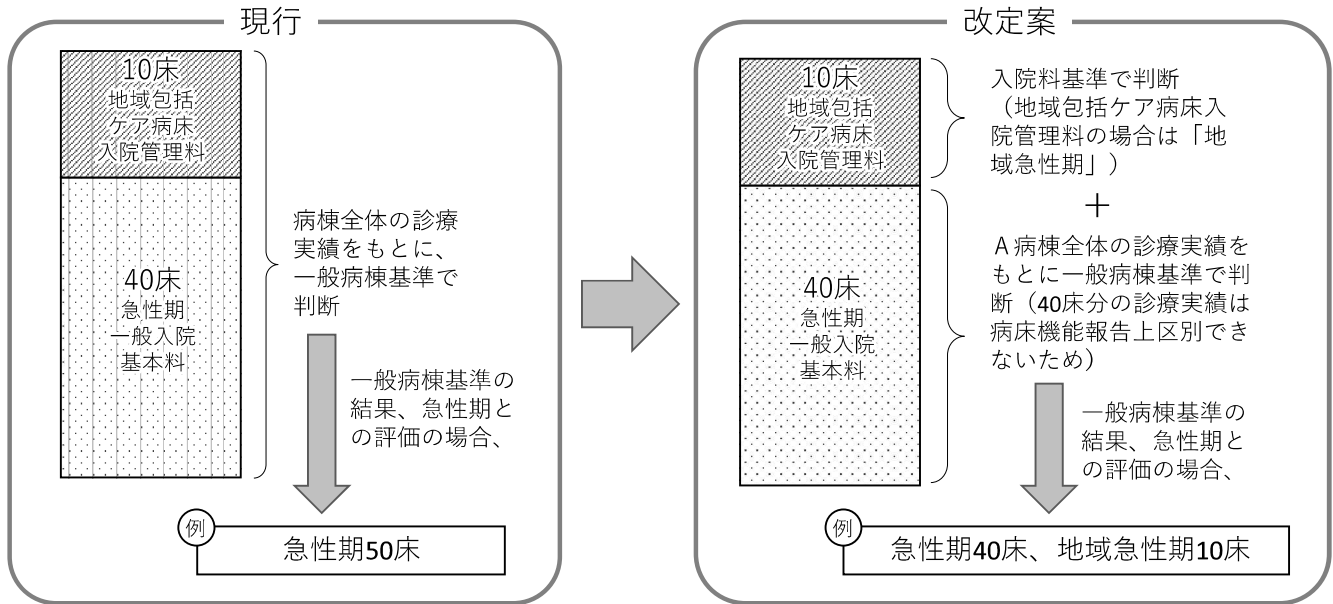 現行
10床
地域包括
ケア病床
入院管理料
40床
急性期
一般入院
基本料
病棟全体の診療
実績をもとに、
一般病棟基準で
判断
一般病棟基準の
結果、急性期と
の評価の場合、
例
急性期50床
改定案
10床
地域包括
ケア病床
入院管理料
40床
急性期
一般入院
基本料
入院料基準で判断
（地域包括ケア病床入
院管理料の場合は「地
域急性期」）
＋
Ａ病棟全体の診療実績を
もとに一般病棟基準で判
断（40床分の診療実績は
病床機能報告上区別でき
ないため）
一般病棟基準の
結果、急性期と
の評価の場合、
例
急性期40床、地域急性期10床